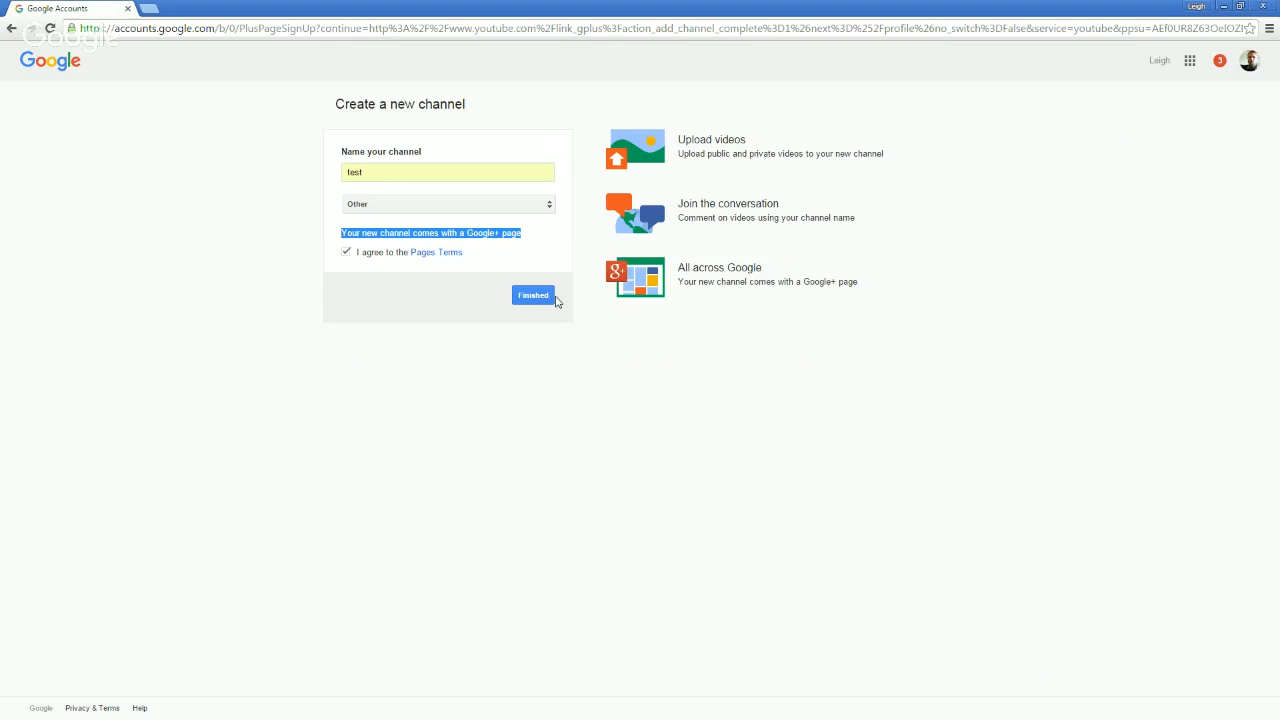 Google Accounts
Leigh
https://accounts.google.com/b/0/PlusPageSignUp?continue=http%3A%2F%2Fwww.youtube.com%2Flink_gplus%3Faction_add_channel_complete%3D1%26next%3D%252Fprofile%26no_switch%3DFalse&service=youtube&ppsu=AEf0UR8Z63OeIOZI
Google
Google
Leigh
3
Create a new channel
Name your channel
test
Other
Your new channel comes with a Google+ page
I agree to the Pages Terms
Finished
Upload videos
Upload public and private videos to your new channel
Join the conversation
Comment on videos using your channel name
g+
All across Google
Your new channel comes with a Google+ page
Google Privacy & Terms Help